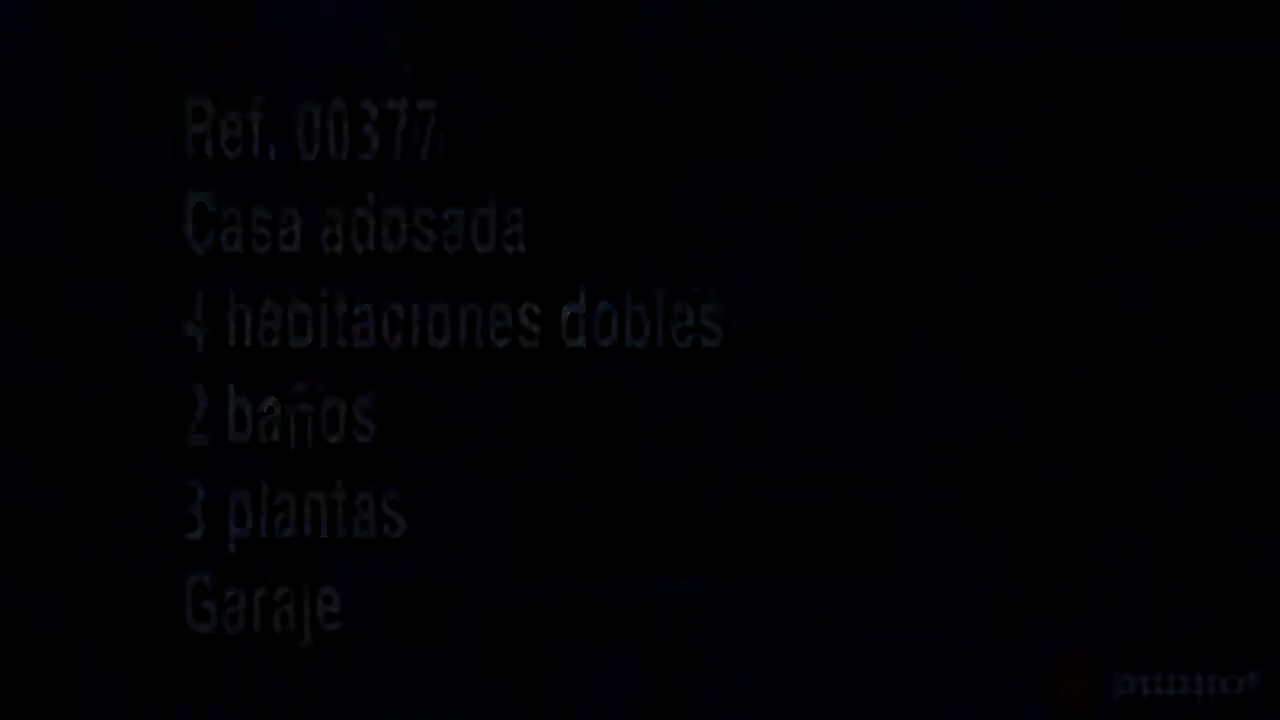 Ref. 00377
Casa adosada
4 habitaciones dobles
2 baños
3 plantas
Garaje